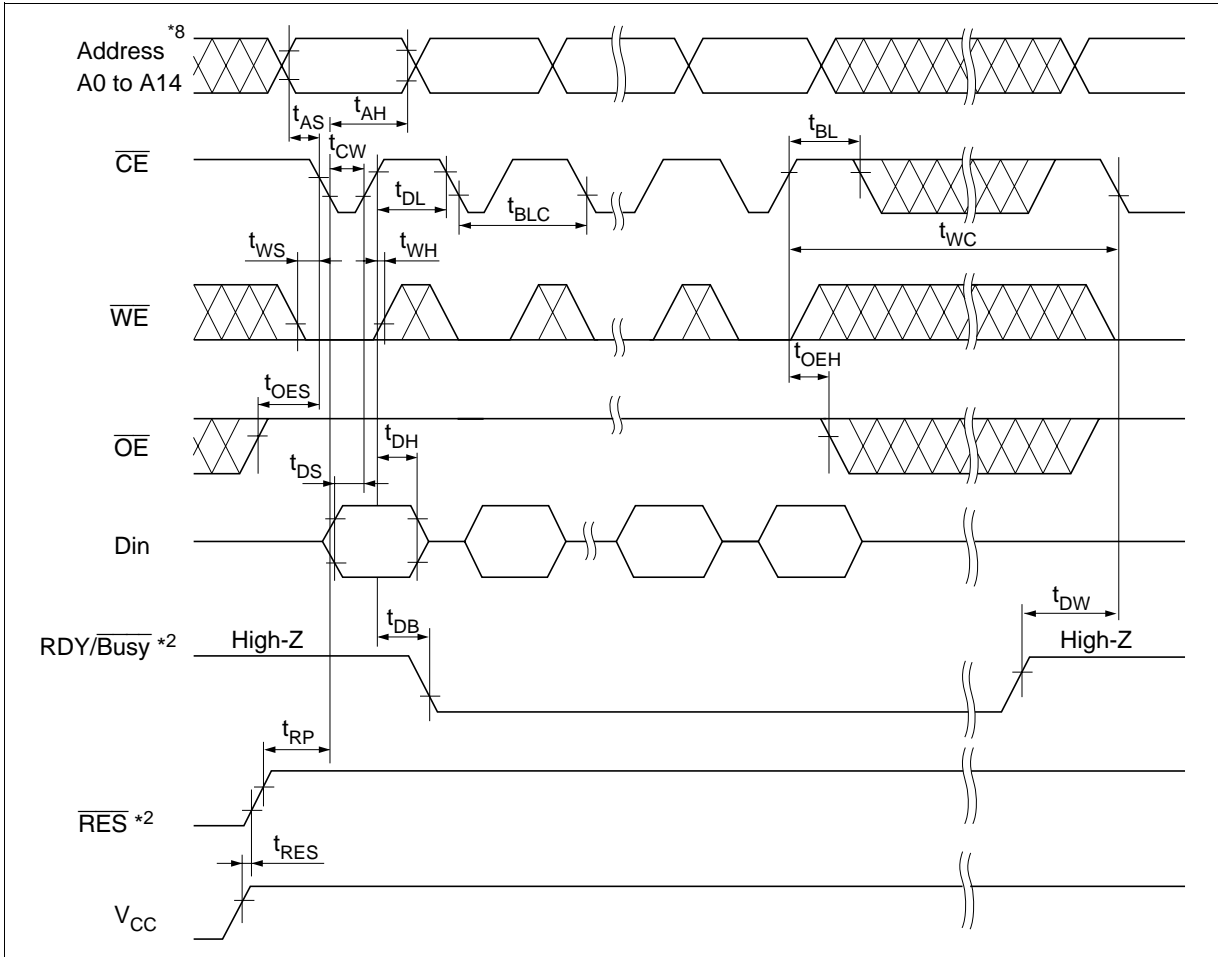 Address *8
A0 to A14
tAS
tAH
tCW
tBL
CE
tDL
tBLC
tWC
tWS
tWH
WE
tOEH
tOES
OE
tDH
tDS
Din
tDW
tDB
RDY/Busy *2
High-Z
High-Z
tRP
RES *2
tRES
VCC